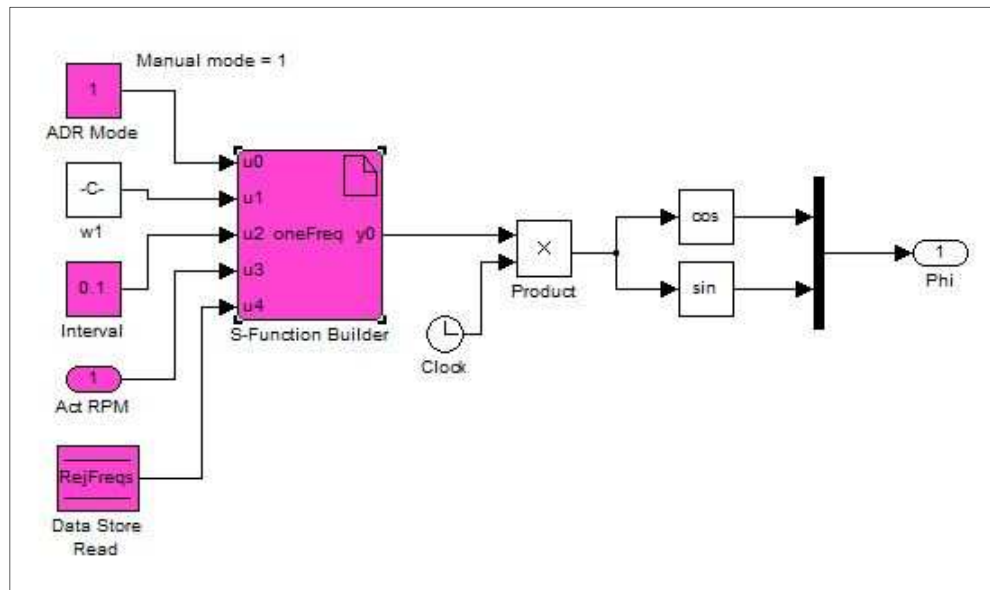 Manual mode = 1
1
ADR Mode
-C-
w1
0.1
Interval
1
Act RPM
RejFreqs
Data Store
Read
u0
u1
u2 oneFreq y0
u3
u4
S-Function Builder
Clock
×
Product
cos
sin
1
Phi